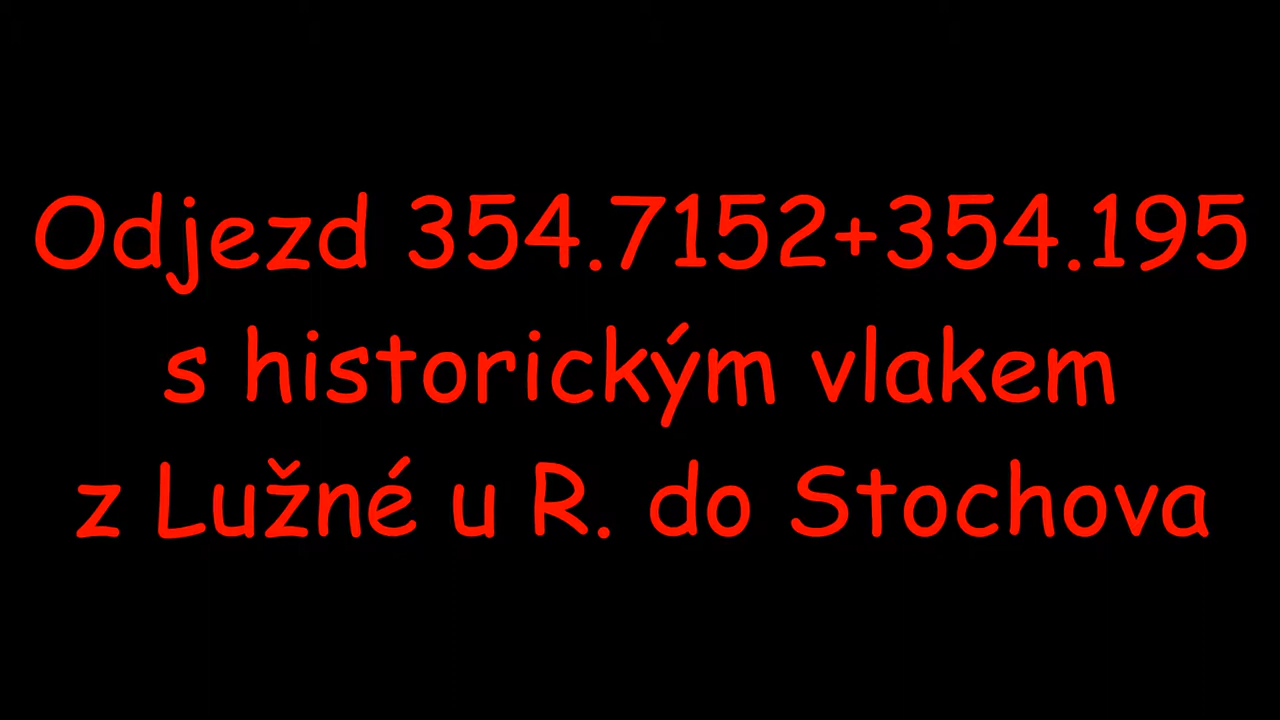 Odjezd 354.7152+354.195
s historickým vlakem
z Lužné u R. do Stochova